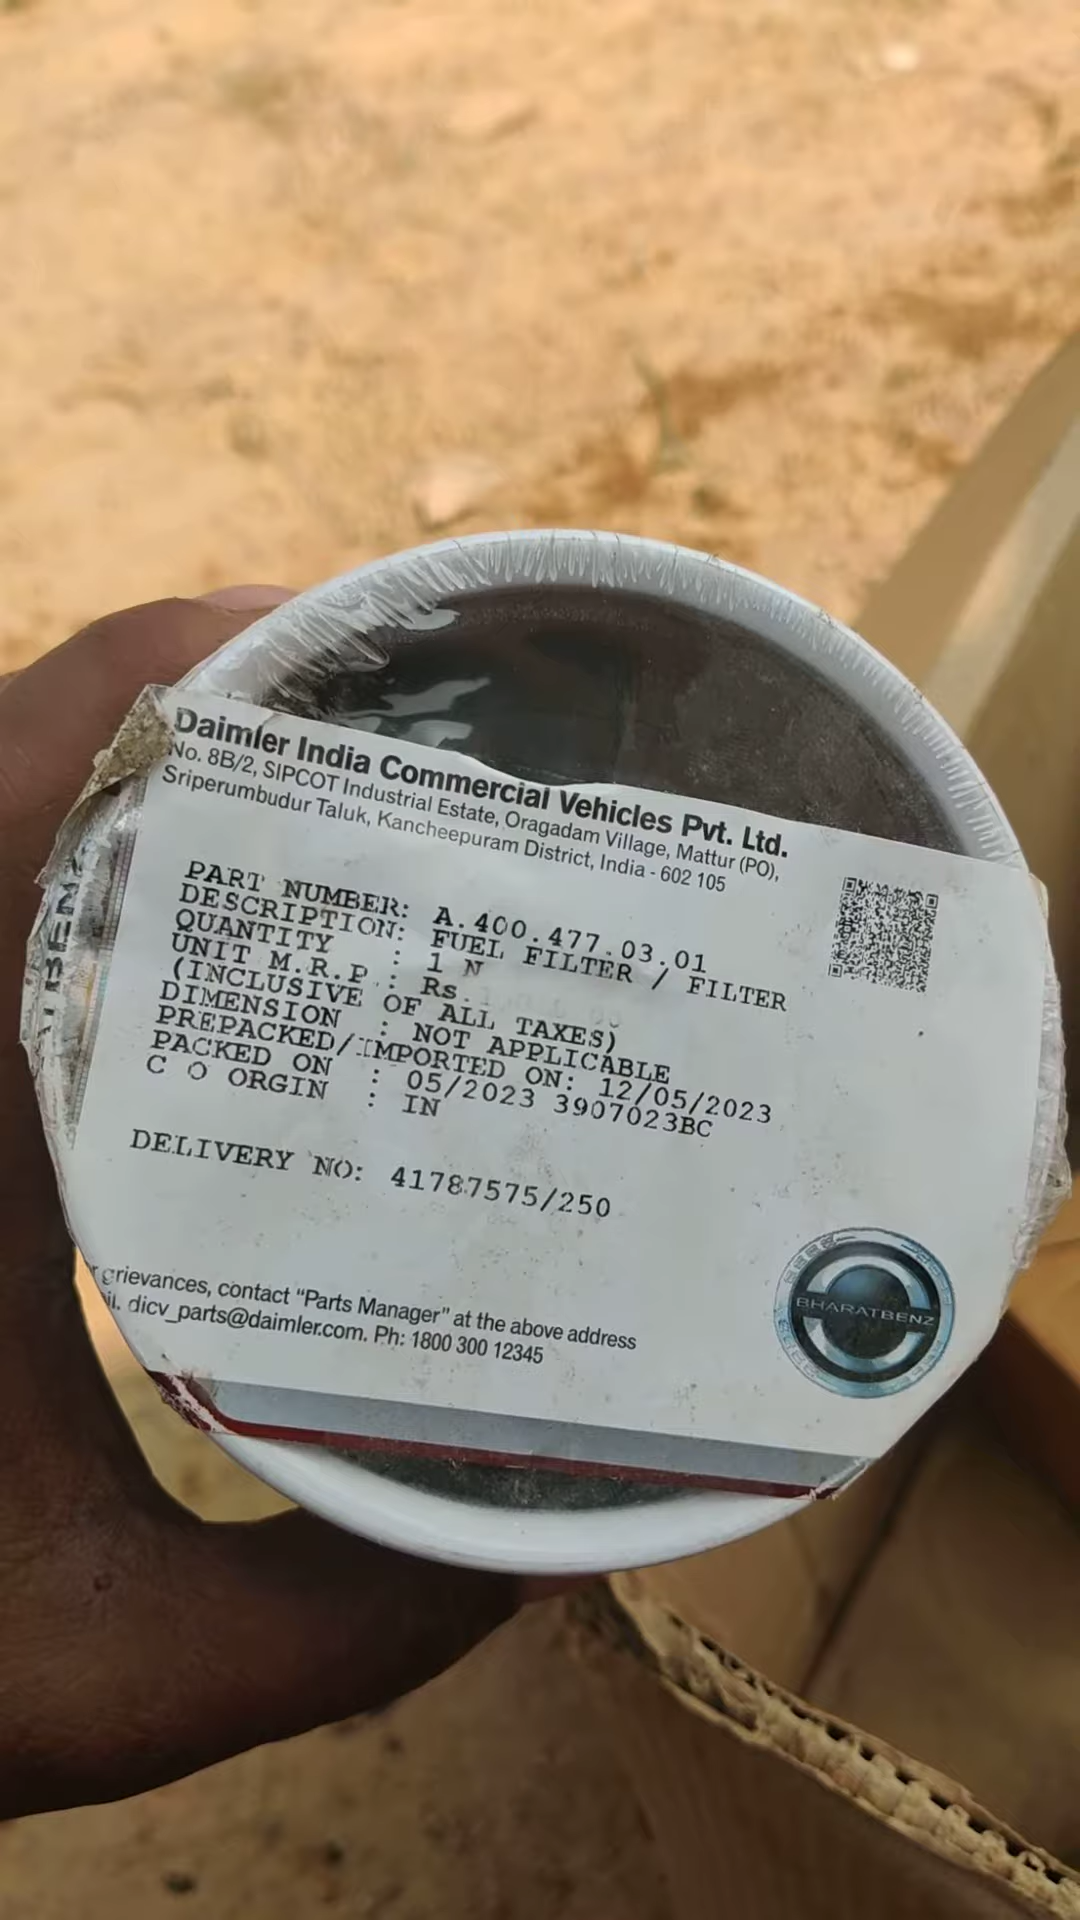 Daimler India Commercial Vehicles Pvt. Ltd.
No. 8B/2, SIPCOT Industrial Estate, Oragadam Village, Mattur (PO),
Sriperumbudur Taluk, Kancheepuram District, India - 602 105
PART NUMBER: A.400.477.03.01
DESCRIPTION: FUEL FILTER / FILTER
QUANTITY : 1 N
UNIT M.R.P : Rs.
(INCLUSIVE OF ALL TAXES)
DIMENSION : NOT APPLICABLE
PREPACKED/IMPORTED ON: 12/05/2023
PACKED ON : 05/2023 3907023BC
C O ORGIN : IN
DELIVERY NO: 41787575/250
grievances, contact "Parts Manager" at the above address
dicv_parts@daimler.com. Ph: 1800 300 12345
BHARATBENZ